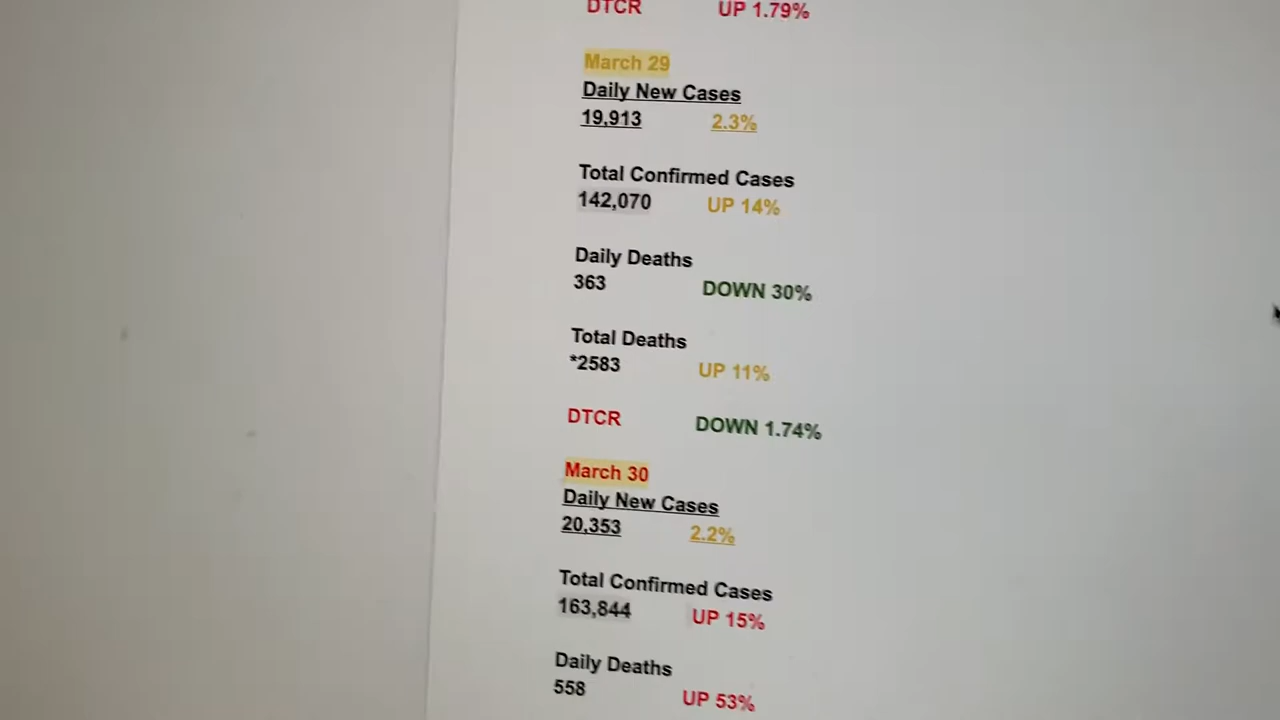 DTCR UP 1.79%
March 29
Daily New Cases
19,913 2.3%
Total Confirmed Cases
142,070 UP 14%
Daily Deaths
363 DOWN 30%
Total Deaths
*2583 UP 11%
DTCR DOWN 1.74%
March 30
Daily New Cases
20,353 2.2%
Total Confirmed Cases
163,844 UP 15%
Daily Deaths
558 UP 53%